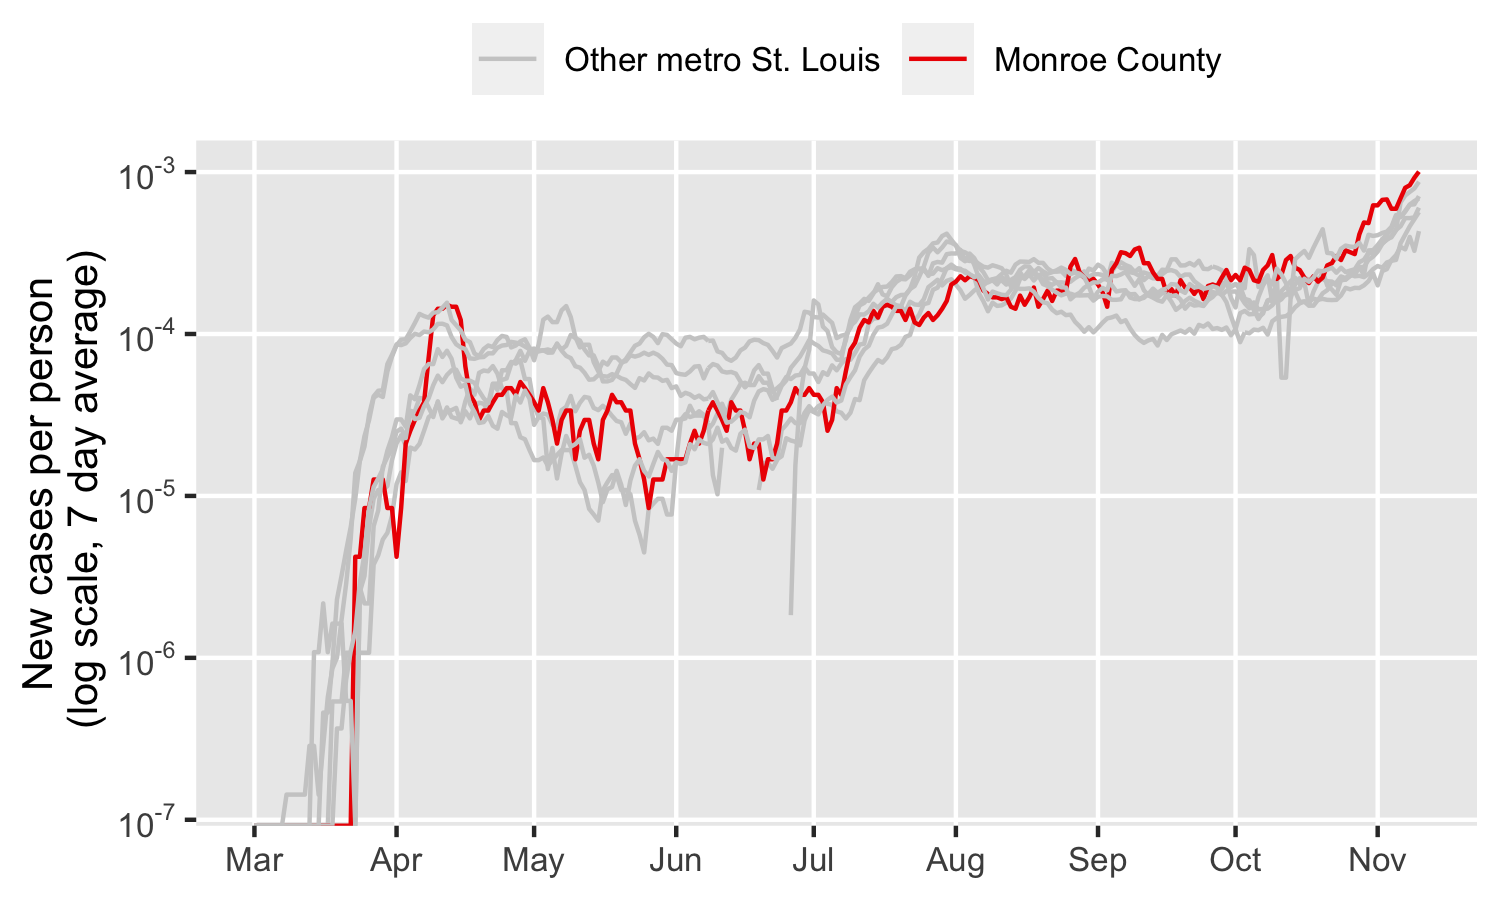 Other metro St. Louis
Monroe County
New cases per person
(log scale, 7 day average)
10-3
10-4
10-5
10-6
10-7
Mar
Apr
May
Jun
Jul
Aug
Sep
Oct
Nov